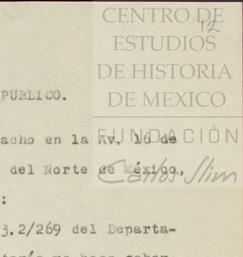 CENTRO DE
12
ESTUDIOS
DE HISTORIA
DE MEXICO
PUBLICO.
FUNDACIÓN
acho en la Av. 16 de
Carlos Slim
del Norte de México,
:
3.2/269 del Departa-